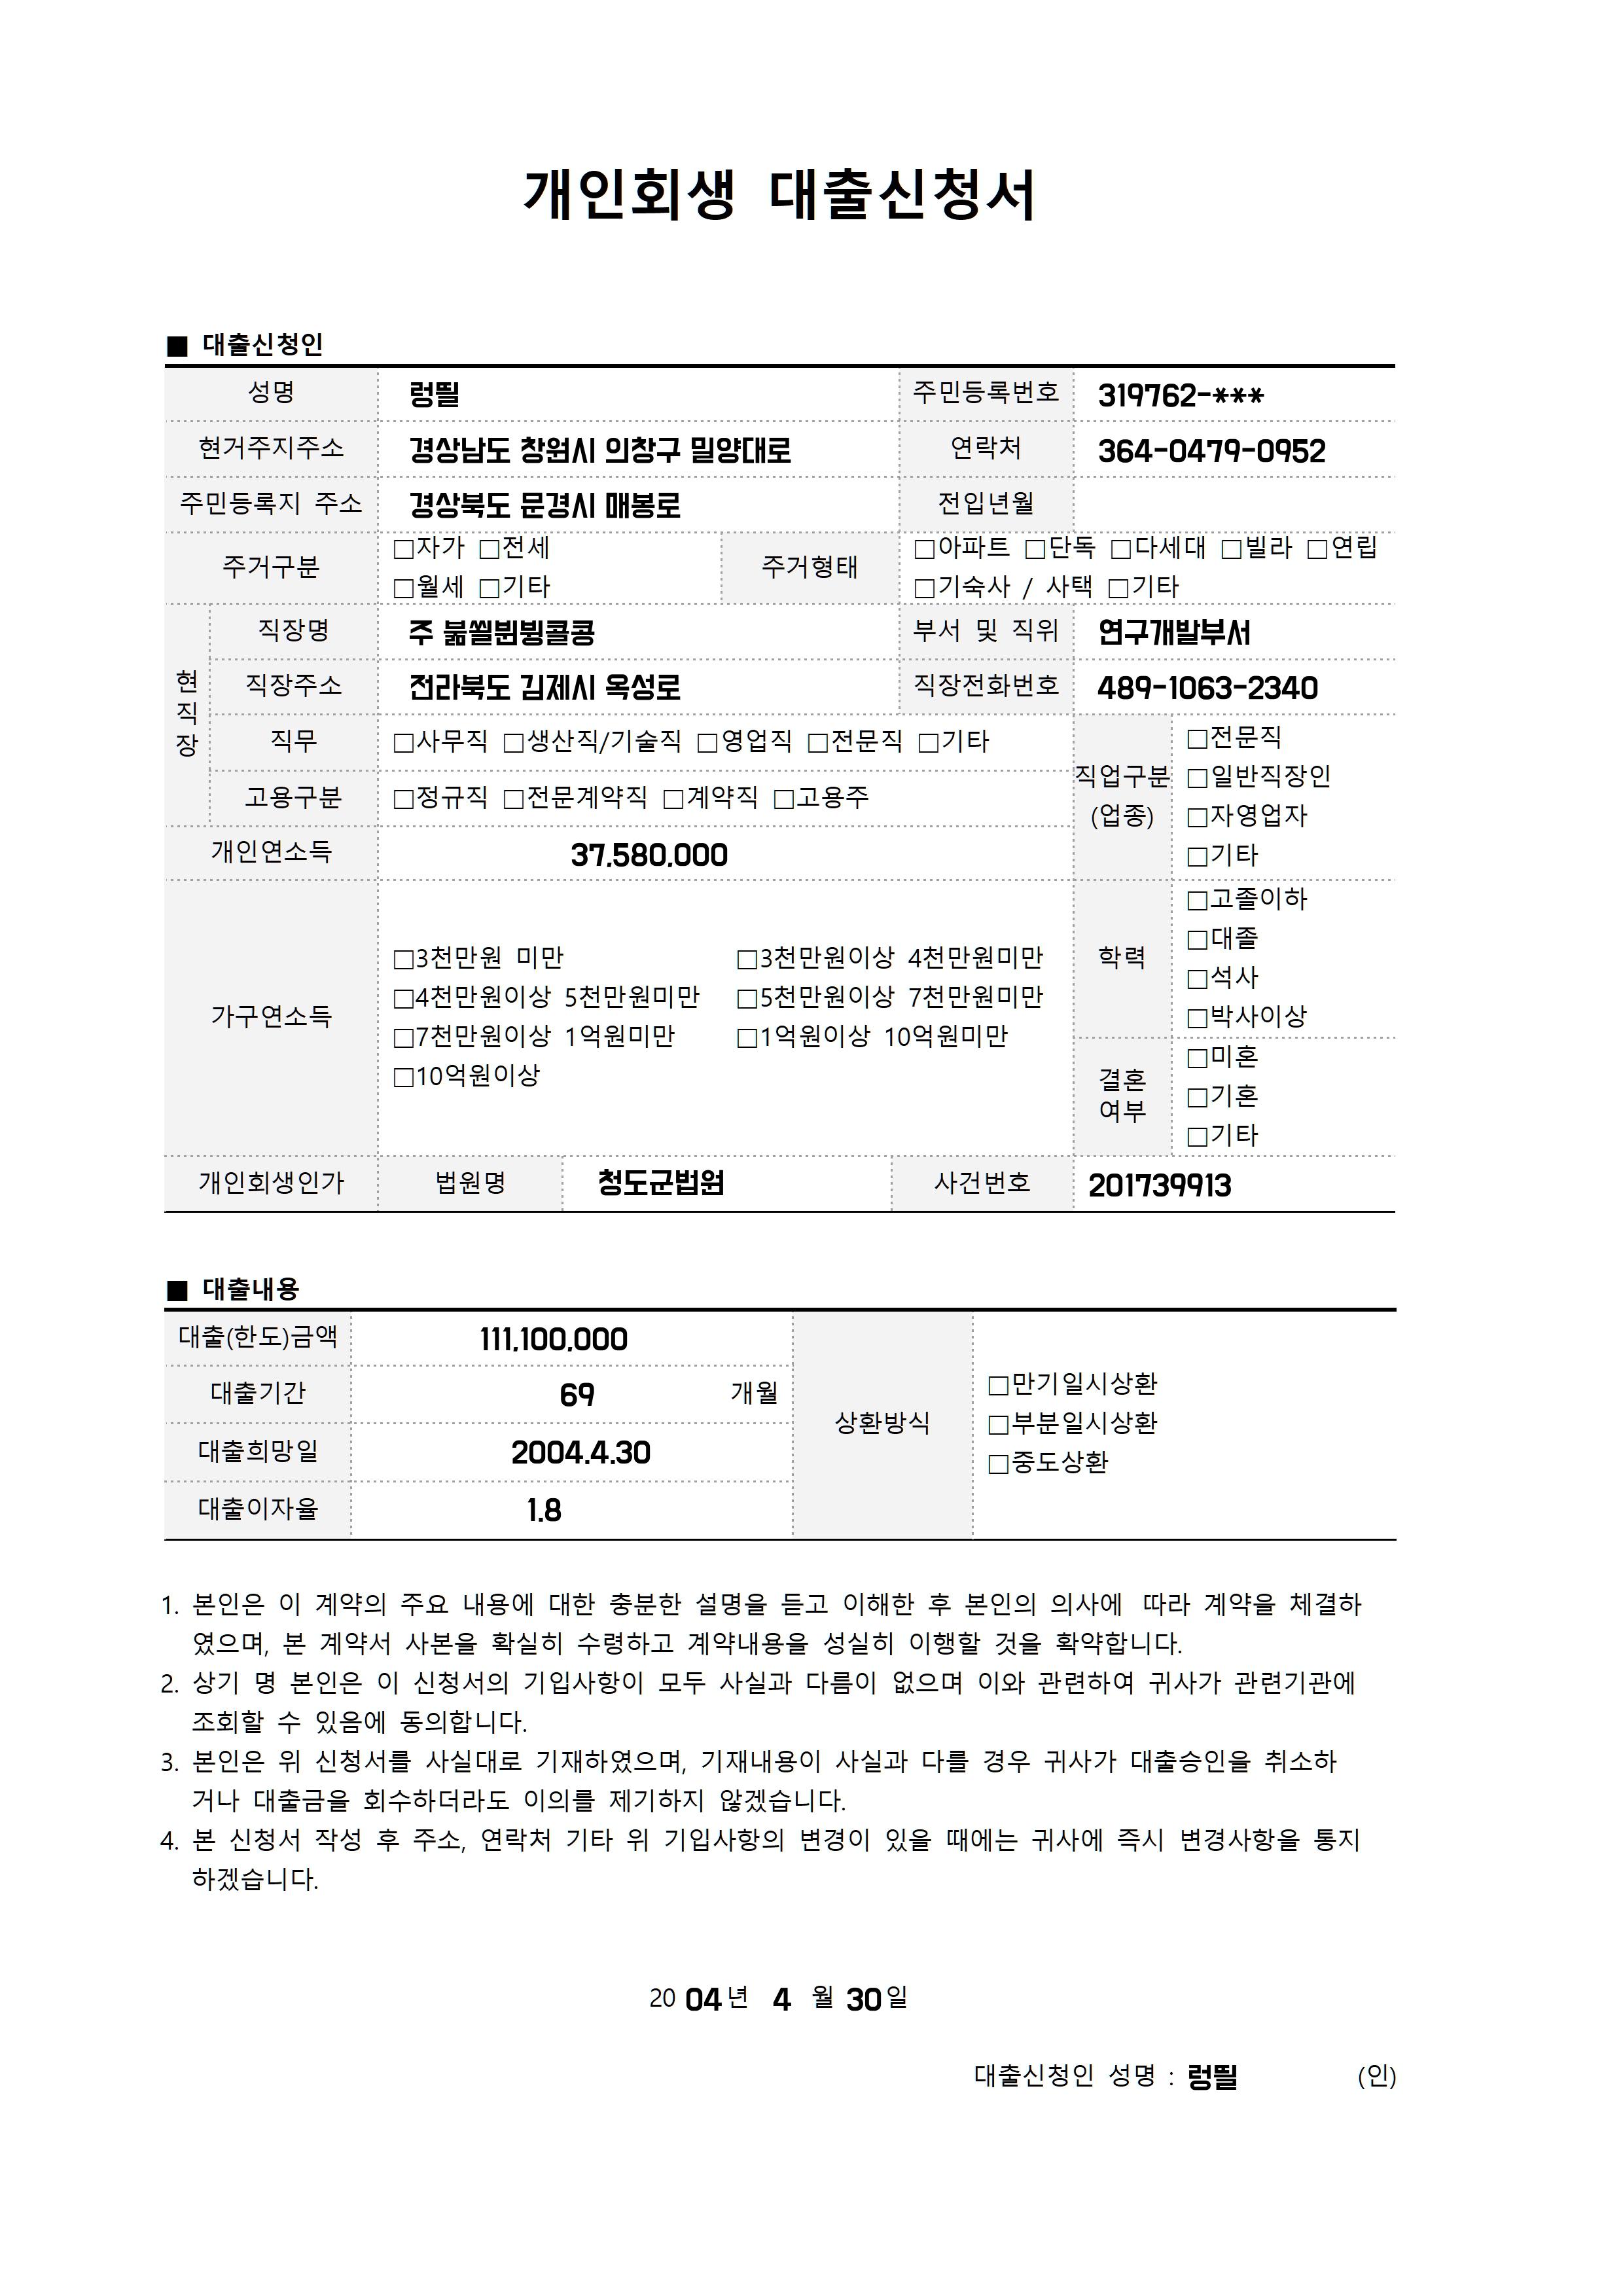 개인회생 대출신청서
■ 대출신청인
성명 렁띌 주민등록번호 319762-***
현거주지주소 경상남도 창원시 의창구 밀양대로 연락처 364-0479-0952
주민등록지 주소 경상북도 문경시 매봉로 전입년월
주거구분 □자가 □전세 주거형태 □아파트 □단독 □다세대 □빌라 □연립
□월세 □기타 □기숙사 / 사택 □기타
현직장 직장명 주 부서 및 직위 연구개발부서
직장주소 전라북도 김제시 옥성로 직장전화번호 489-1063-2340
직무 □사무직 □생산직/기술직 □영업직 □전문직 □기타
고용구분 □정규직 □전문계약직 □계약직 □고용주
직업구분
(업종)
□전문직
□일반직장인
□자영업자
□기타
개인연소득 37,580,000
가구연소득
□3천만원 미만 □3천만원이상 4천만원미만
□4천만원이상 5천만원미만 □5천만원이상 7천만원미만
□7천만원이상 1억원미만 □1억원이상 10억원미만
□10억원이상
학력
□고졸이하
□대졸
□석사
□박사이상
결혼
여부
□미혼
□기혼
□기타
개인회생인가 법원명 청도군법원 사건번호 201739913
■ 대출내용
대출(한도)금액 111,100,000
대출기간 69 개월
대출희망일 2004.4.30
대출이자율 1.8
상환방식
□만기일시상환
□부분일시상환
□중도상환
1. 본인은 이 계약의 주요 내용에 대한 충분한 설명을 듣고 이해한 후 본인의 의사에 따라 계약을 체결하
였으며, 본 계약서 사본을 확실히 수령하고 계약내용을 성실히 이행할 것을 확약합니다.
2. 상기 명 본인은 이 신청서의 기입사항이 모두 사실과 다름이 없으며 이와 관련하여 귀사가 관련기관에
조회할 수 있음에 동의합니다.
3. 본인은 위 신청서를 사실대로 기재하였으며, 기재내용이 사실과 다를 경우 귀사가 대출승인을 취소하
거나 대출금을 회수하더라도 이의를 제기하지 않겠습니다.
4. 본 신청서 작성 후 주소, 연락처 기타 위 기입사항의 변경이 있을 때에는 귀사에 즉시 변경사항을 통지
하겠습니다.
20 04 년 4 월 30 일
대출신청인 성명 : 렁띌 (인)